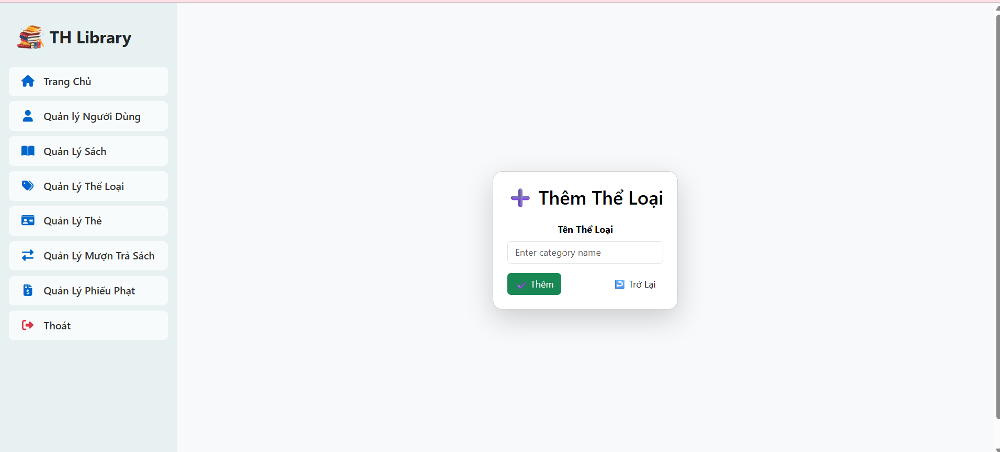 TH Library
Trang Chủ
Quản lý Người Dùng
Quản Lý Sách
Quản Lý Thể Loại
Quản Lý Thẻ
Quản Lý Mượn Trả Sách
Quản Lý Phiếu Phạt
Thoát
Thêm Thể Loại
Tên Thể Loại
Enter category name
Thêm
Trở Lại